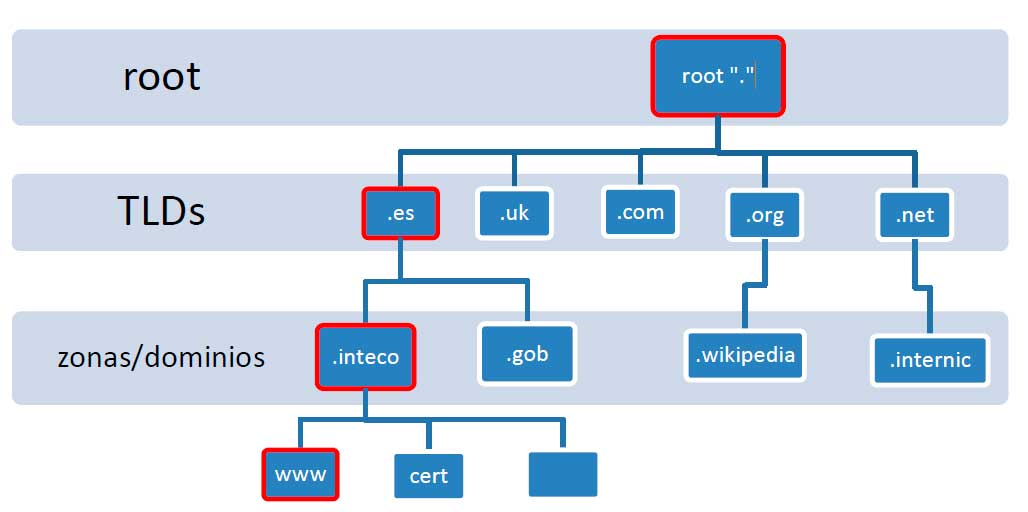 root
root "."
TLDs
.es
.uk
.com
.org
.net
zonas/dominios
.inteco
.gob
.wikipedia
.internic
www
cert